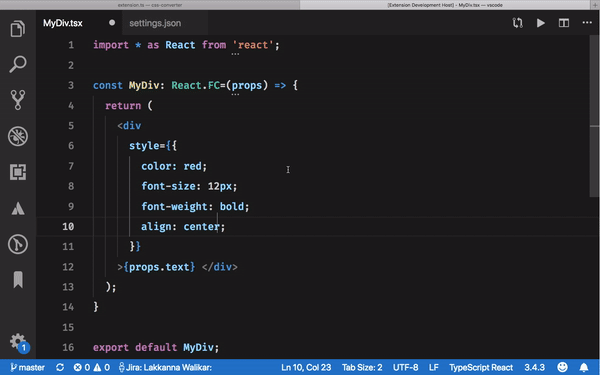 extension.ts — css-converter
[Extension Development Host] - MyDiv.tsx — vscode
MyDiv.tsx
settings.json
1 import * as React from 'react';
2
3 const MyDiv: React.FC=(props) => {
4 return (
5 <div
6 style={{
7 color: red;
8 font-size: 12px;
9 font-weight: bold;
10 align: center;
11 }}
12 >{props.text} </div>
13 );
14 }
15
16 export default MyDiv;
1
master 0 0 Jira: Lakkanna Walikar: Ln 10, Col 23 Tab Size: 2 UTF-8 LF TypeScript React 3.4.3